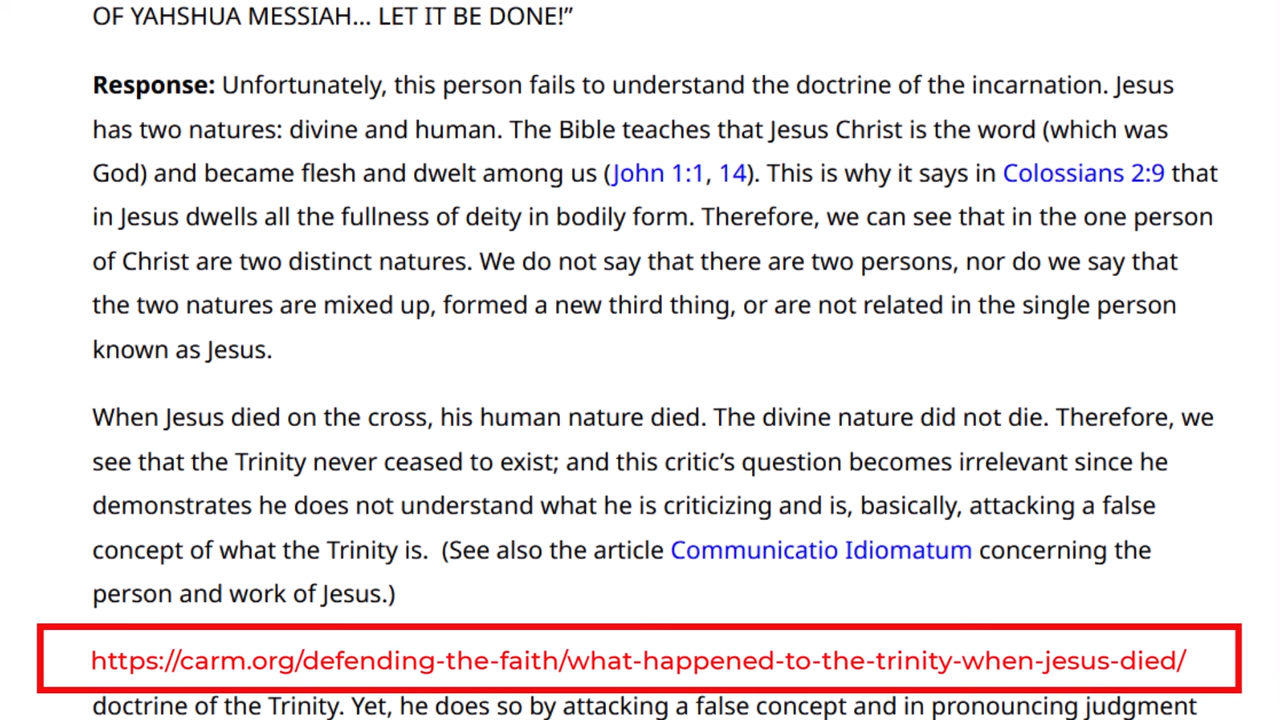 OF YAHSHUA MESSIAH... LET IT BE DONE!”
Response: Unfortunately, this person fails to understand the doctrine of the incarnation. Jesus
has two natures: divine and human. The Bible teaches that Jesus Christ is the word (which was
God) and became flesh and dwelt among us (John 1:1, 14). This is why it says in Colossians 2:9 that
in Jesus dwells all the fullness of deity in bodily form. Therefore, we can see that in the one person
of Christ are two distinct natures. We do not say that there are two persons, nor do we say that
the two natures are mixed up, formed a new third thing, or are not related in the single person
known as Jesus.
When Jesus died on the cross, his human nature died. The divine nature did not die. Therefore, we
see that the Trinity never ceased to exist; and this critic’s question becomes irrelevant since he
demonstrates he does not understand what he is criticizing and is, basically, attacking a false
concept of what the Trinity is.  (See also the article Communicatio Idiomatum concerning the
person and work of Jesus.)
https://carm.org/defending-the-faith/what-happened-to-the-trinity-when-jesus-died/
doctrine of the Trinity. Yet, he does so by attacking a false concept and in pronouncing judgment